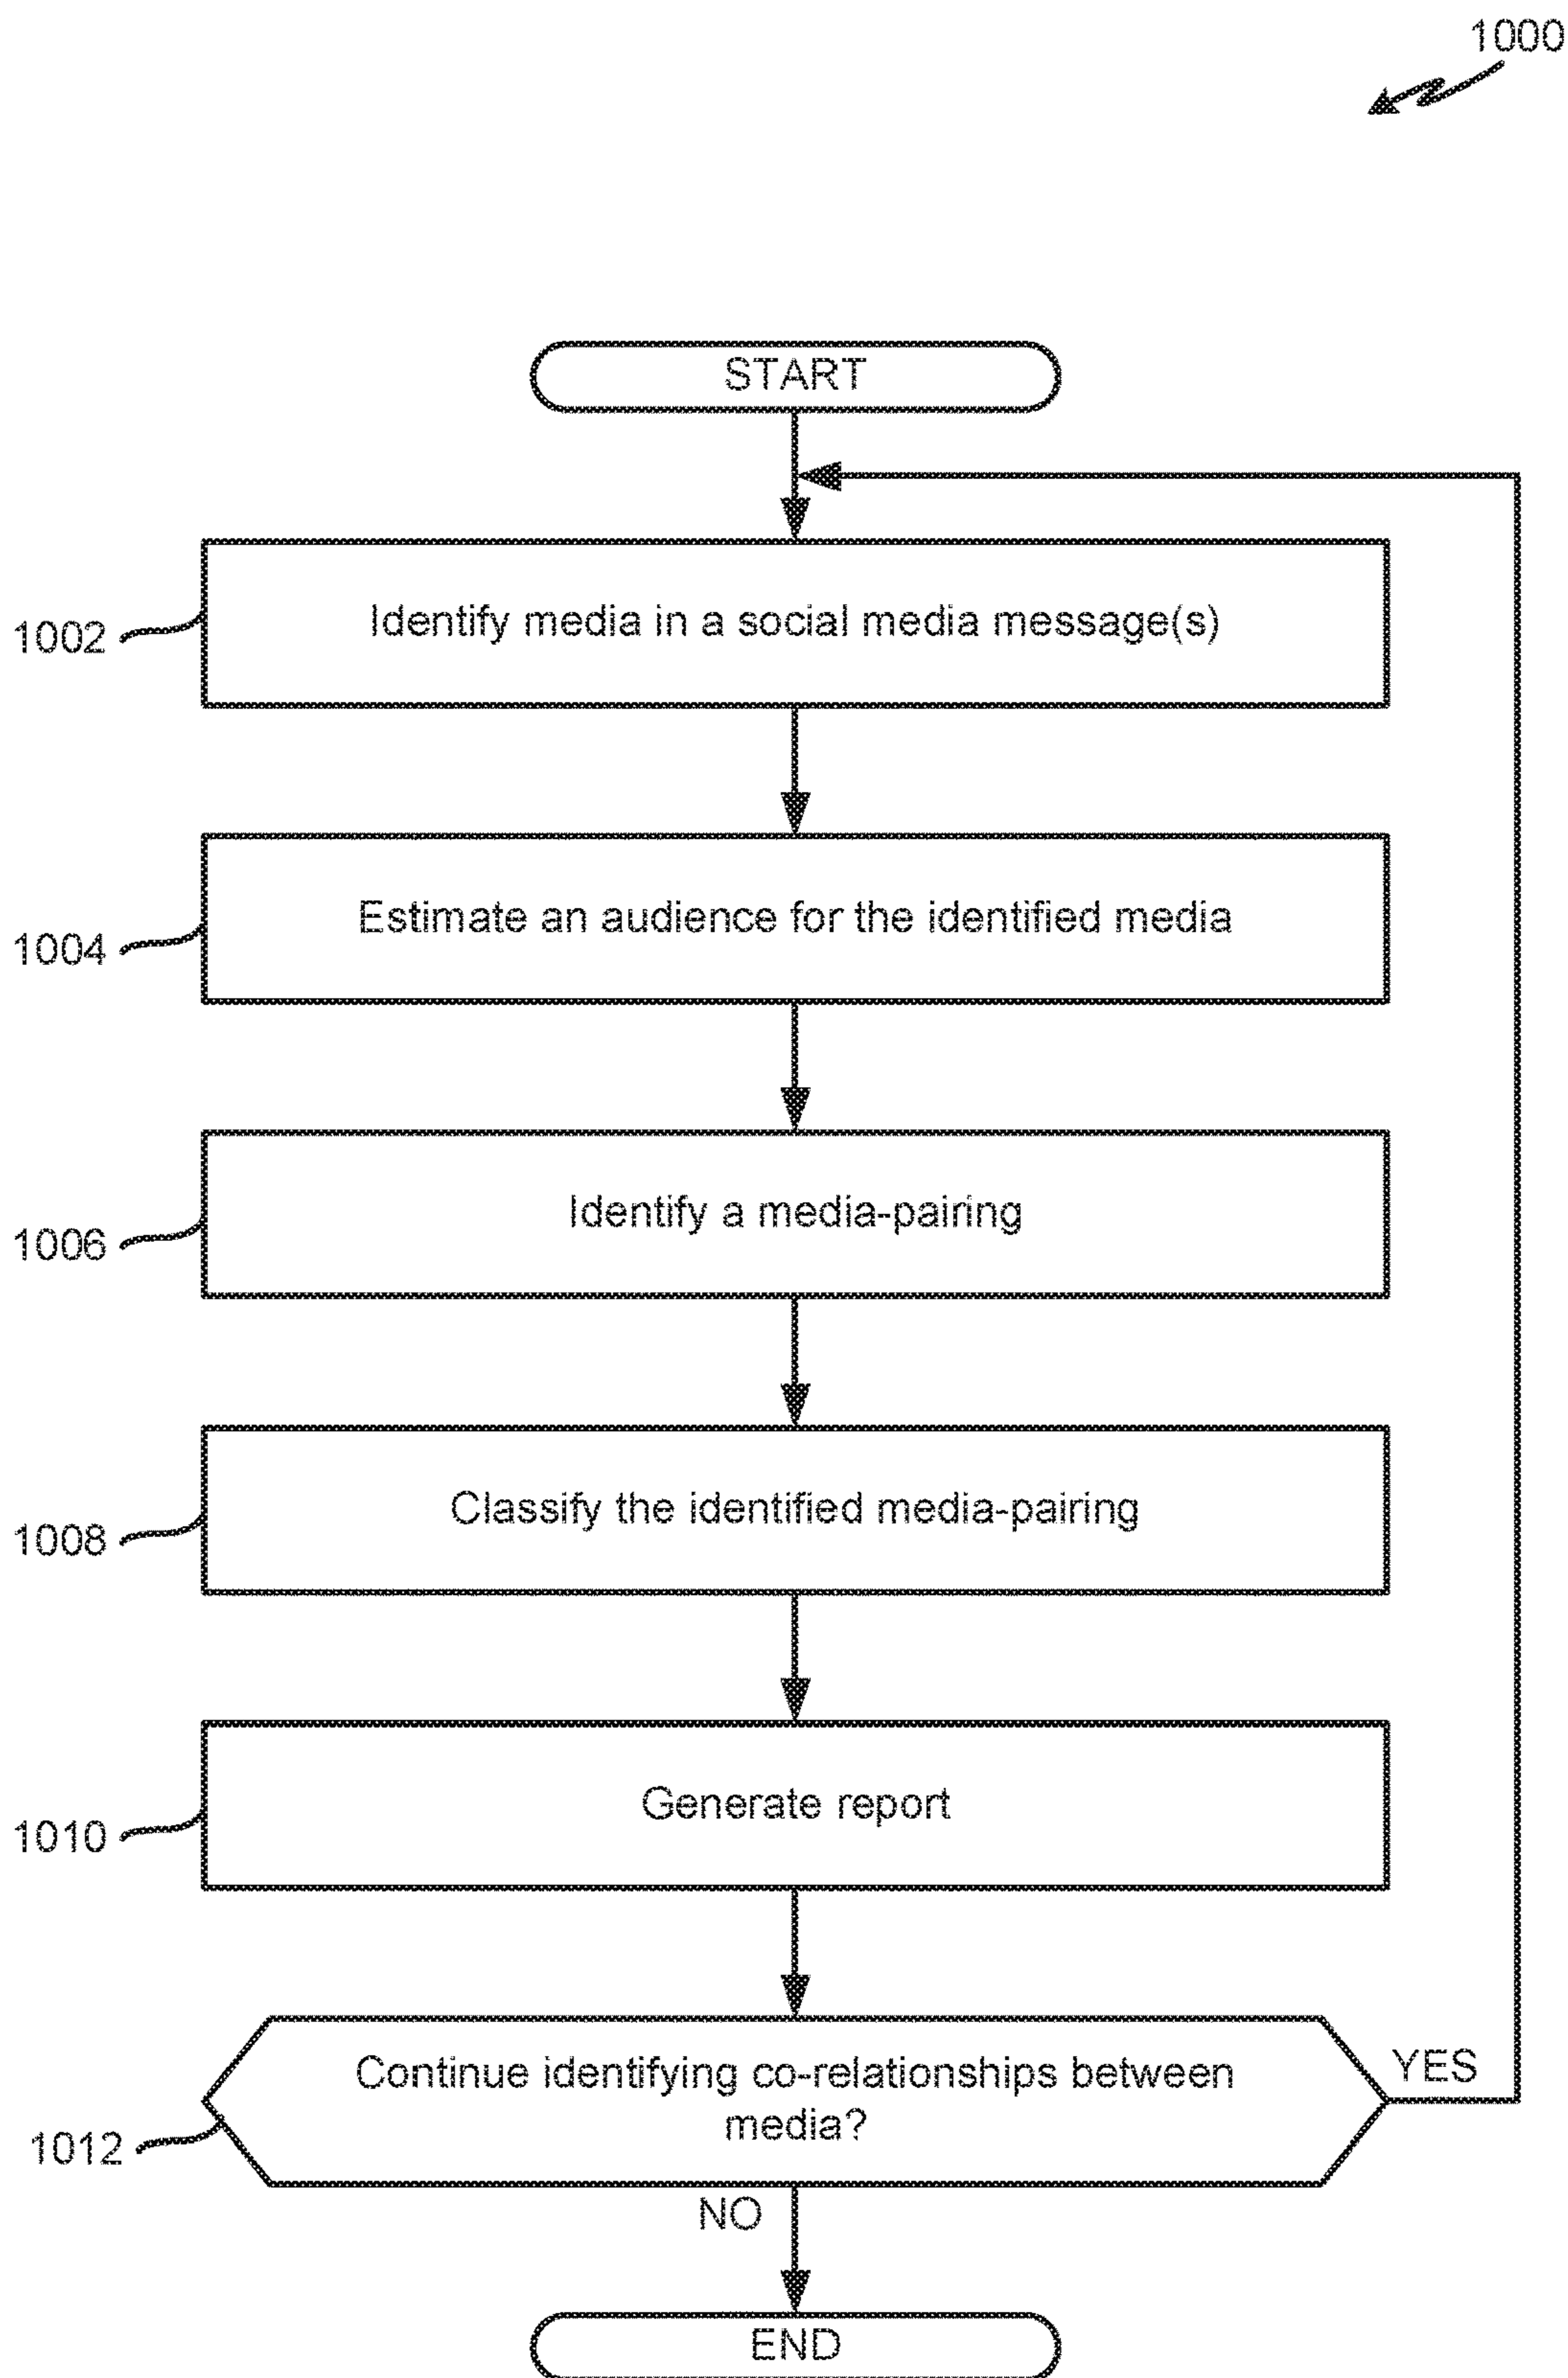 1000
START
Identify media in a social media message(s)
1002
Estimate an audience for the identified media
1004
Identify a media-pairing
1006
Classify the identified media-pairing
1008
Generate report
1010
Continue identifying co-relationships between
media?
YES
1012
NO
END